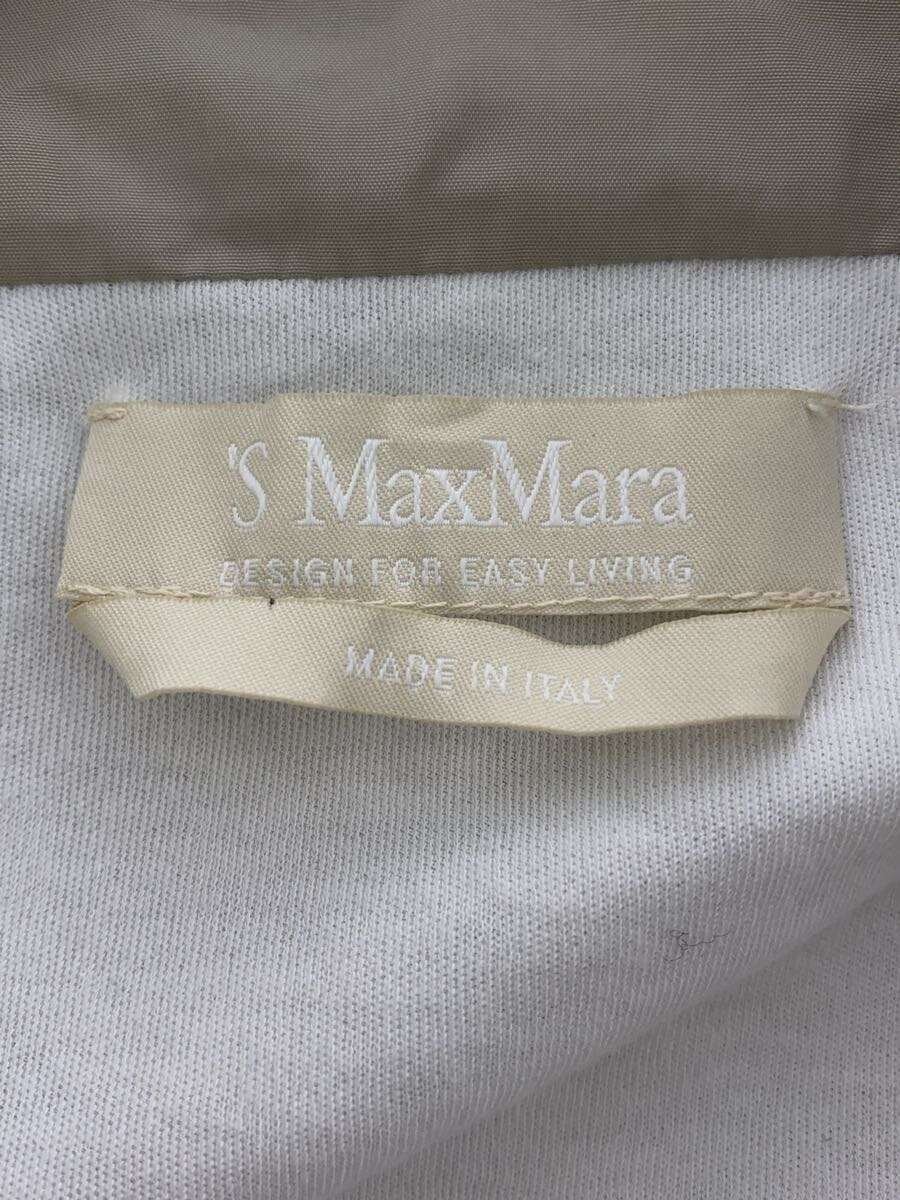 'S MaxMara
DESIGN FOR EASY LIVING
MADE IN ITALY